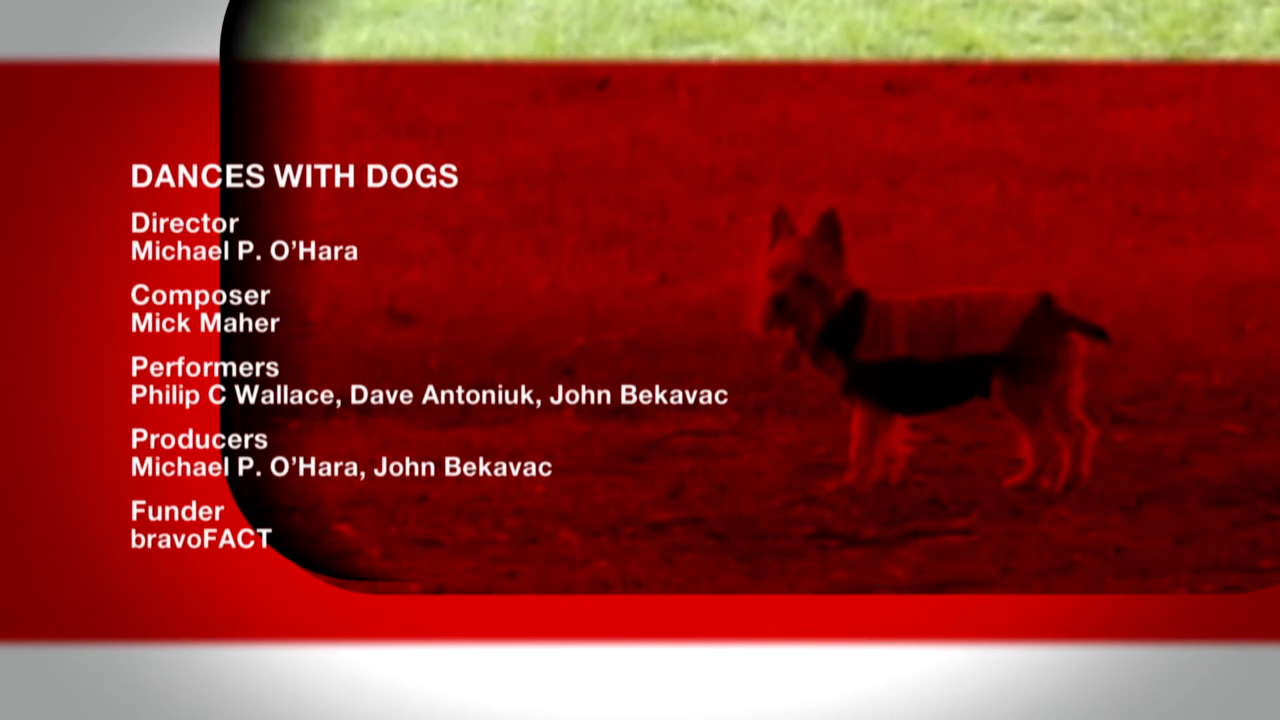 DANCES WITH DOGS
Director
Michael P. O’Hara
Composer
Mick Maher
Performers
Philip C Wallace, Dave Antoniuk, John Bekavac
Producers
Michael P. O’Hara, John Bekavac
Funder
bravoFACT